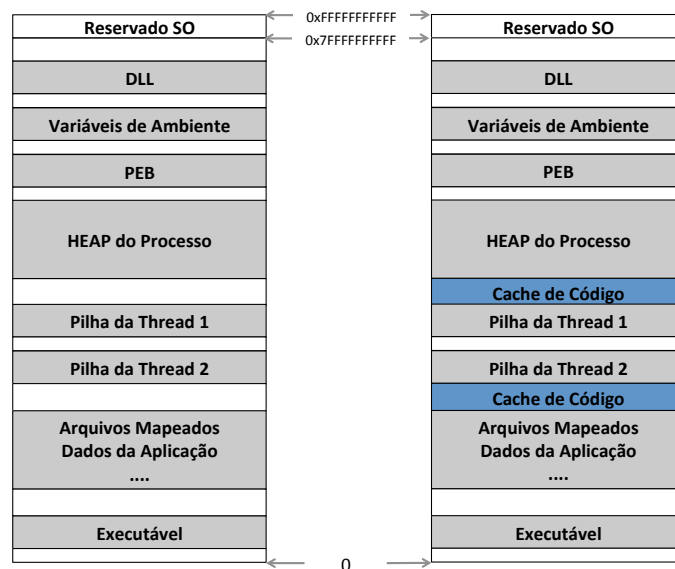 Reservado SO
DLL
Variáveis de Ambiente
PEB
HEAP do Processo
Pilha da Thread 1
Pilha da Thread 2
Arquivos Mapeados
Dados da Aplicação
....
Executável
0xFFFFFFFFFFF
0x7FFFFFFFFFF
0
Reservado SO
DLL
Variáveis de Ambiente
PEB
HEAP do Processo
Cache de Código
Pilha da Thread 1
Pilha da Thread 2
Cache de Código
Arquivos Mapeados
Dados da Aplicação
....
Executável